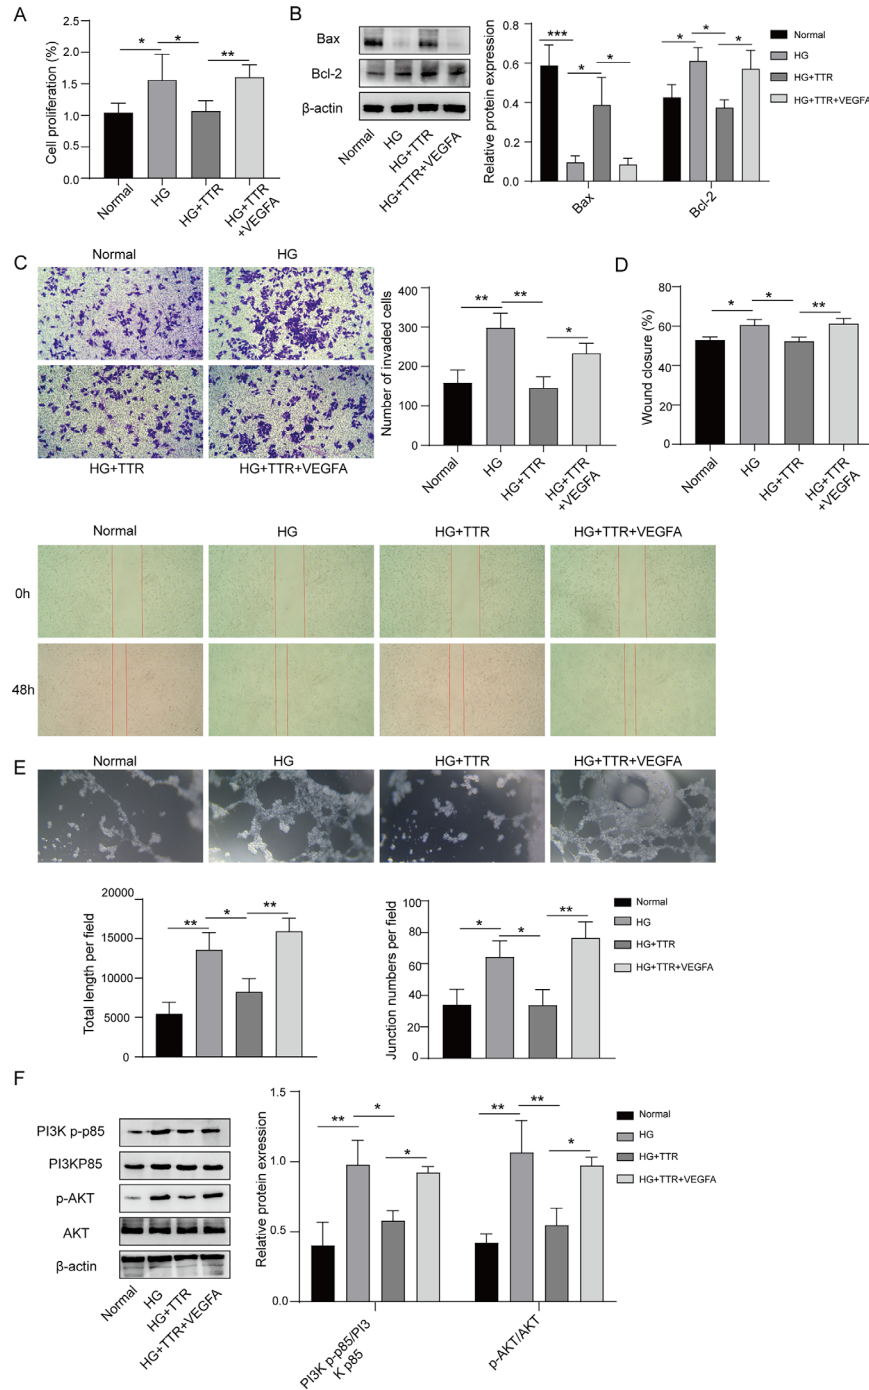 A
Cell proliferation (%)
2.5
2.0
1.5
1.0
0.5
0.0
*
*
**
Normal
HG
HG+TTR
HG+TTR
+VEGFA
B
Bax
Bcl-2
β-actin
Normal
HG
HG+TTR
HG+TTR+VEGFA
Relative protein expression
0.8
0.6
0.4
0.2
0.0
***
*
*
*
*
*
Bax
Bcl-2
Normal
HG
HG+TTR
HG+TTR+VEGFA
C
Normal
HG
HG+TTR
HG+TTR+VEGFA
Number of invaded cells
400
300
200
100
0
**
**
*
Normal
HG
HG+TTR
HG+TTR
+VEGFA
D
Wound closure (%)
80
60
40
20
0
*
*
**
Normal
HG
HG+TTR
HG+TTR
+VEGFA
Normal
HG
HG+TTR
HG+TTR+VEGFA
0h
48h
E
Normal
HG
HG+TTR
HG+TTR+VEGFA
Total length per field
20000
15000
10000
5000
0
**
*
**
Junction numbers per field
100
80
60
40
20
0
*
*
**
Normal
HG
HG+TTR
HG+TTR+VEGFA
F
PI3K p-p85
PI3KP85
p-AKT
AKT
β-actin
Normal
HG
HG+TTR
HG+TTR+VEGFA
Relative protein exression
1.5
1.0
0.5
0.0
**
*
*
**
**
*
PI3K p-p85/PI3
K p85
p-AKT/AKT
Normal
HG
HG+TTR
HG+TTR+VEGFA